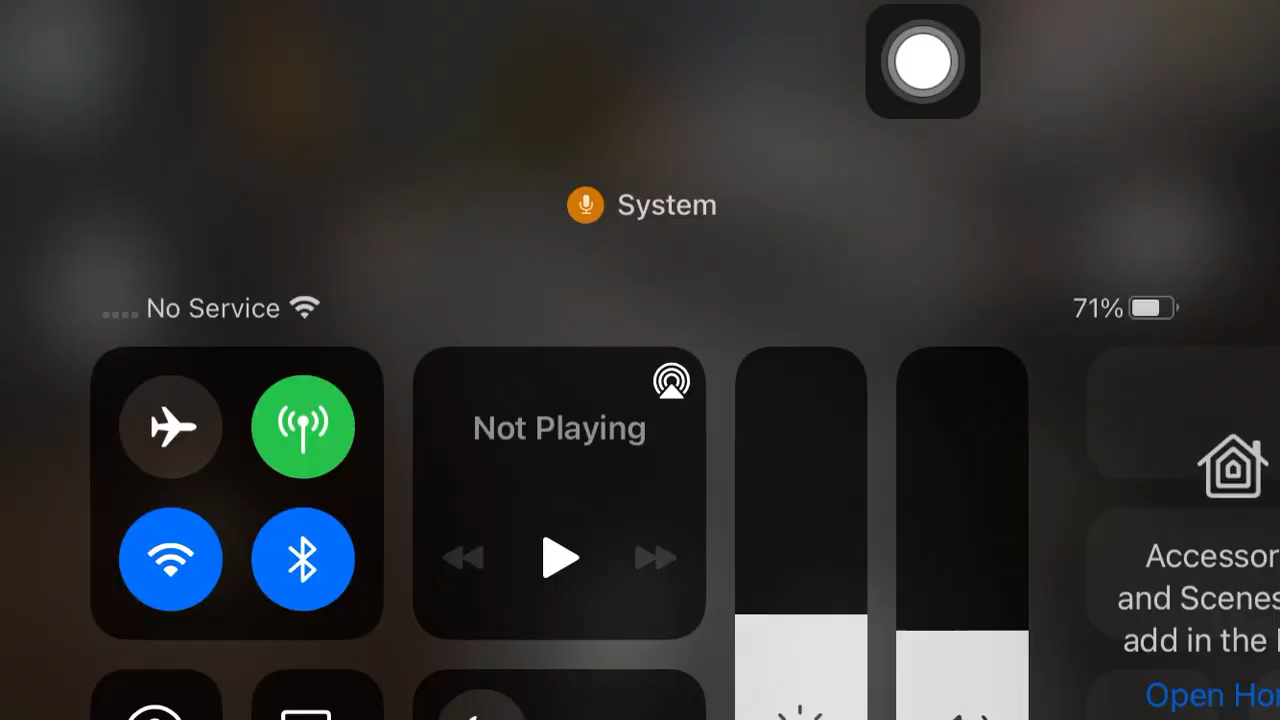 System
No Service
71%
Not Playing
Accessor
and Scenes
add in the
Open Ho